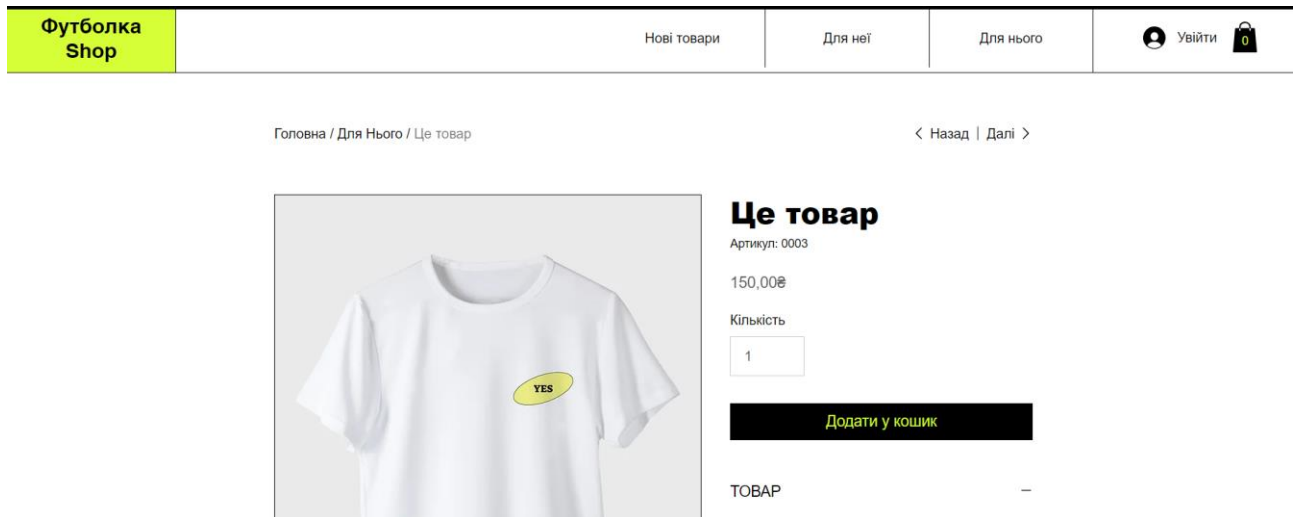 Футболка
Shop
Нові товари
Для неї
Для нього
Увійти
0
Головна / Для Нього / Це товар
Назад | Далі
Це товар
Артикул: 0003
150,00₴
Кількість
1
YES
Додати у кошик
ТОВАР